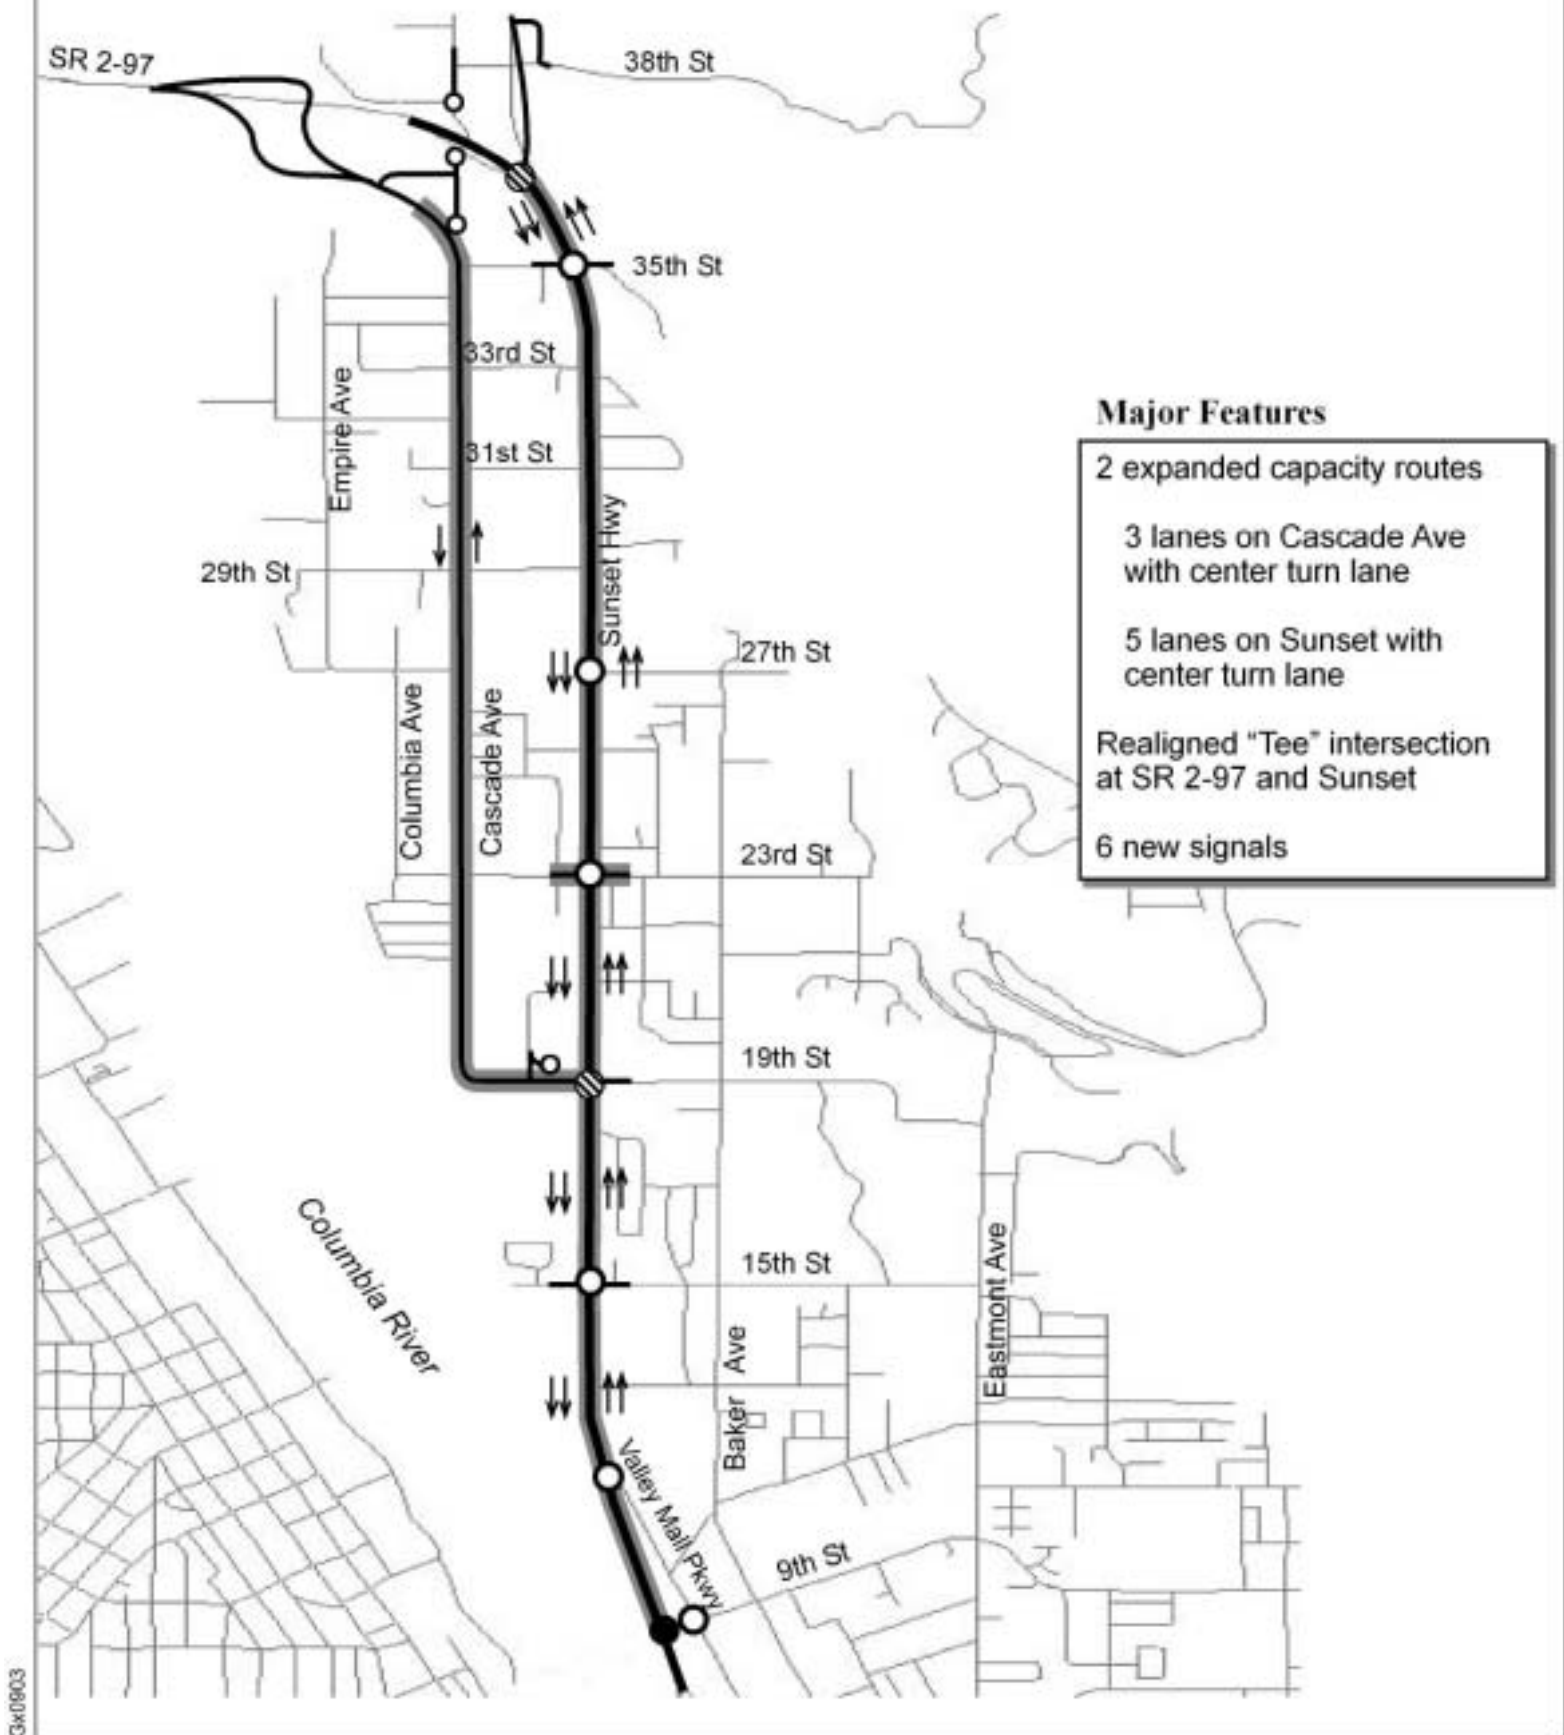 SR 2-97
38th St
35th St
33rd St
Empire Ave
31st St
Major Features
2 expanded capacity routes
3 lanes on Cascade Ave
with center turn lane
5 lanes on Sunset with
center turn lane
Realigned “Tee” intersection
at SR 2-97 and Sunset
6 new signals
29th St
Sunset Hwy
27th St
Columbia Ave
Cascade Ave
23rd St
19th St
Columbia River
15th St
Eastmont Ave
Baker Ave
Valley Mall Pkwy
9th St
Gx0903